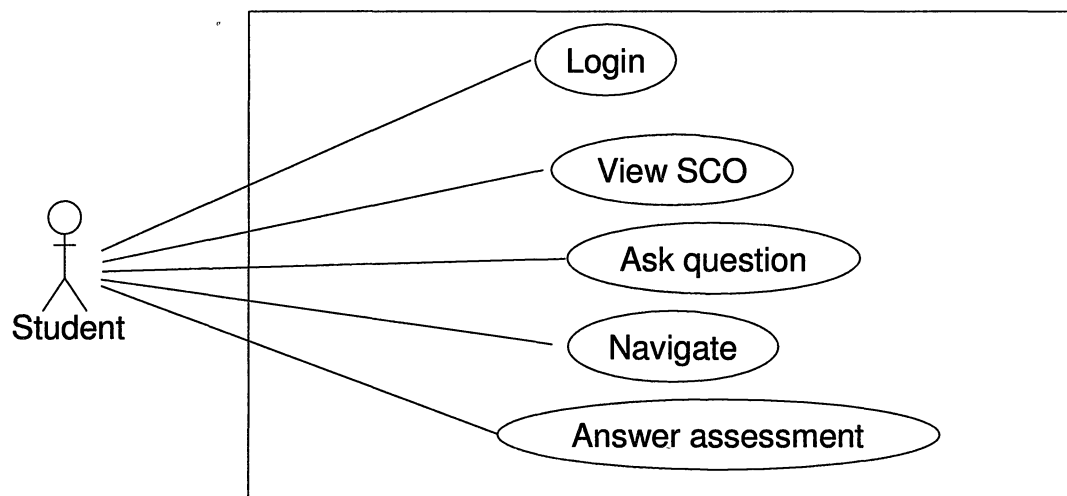 Login
View SCO
Ask question
Student
Navigate
Answer assessment